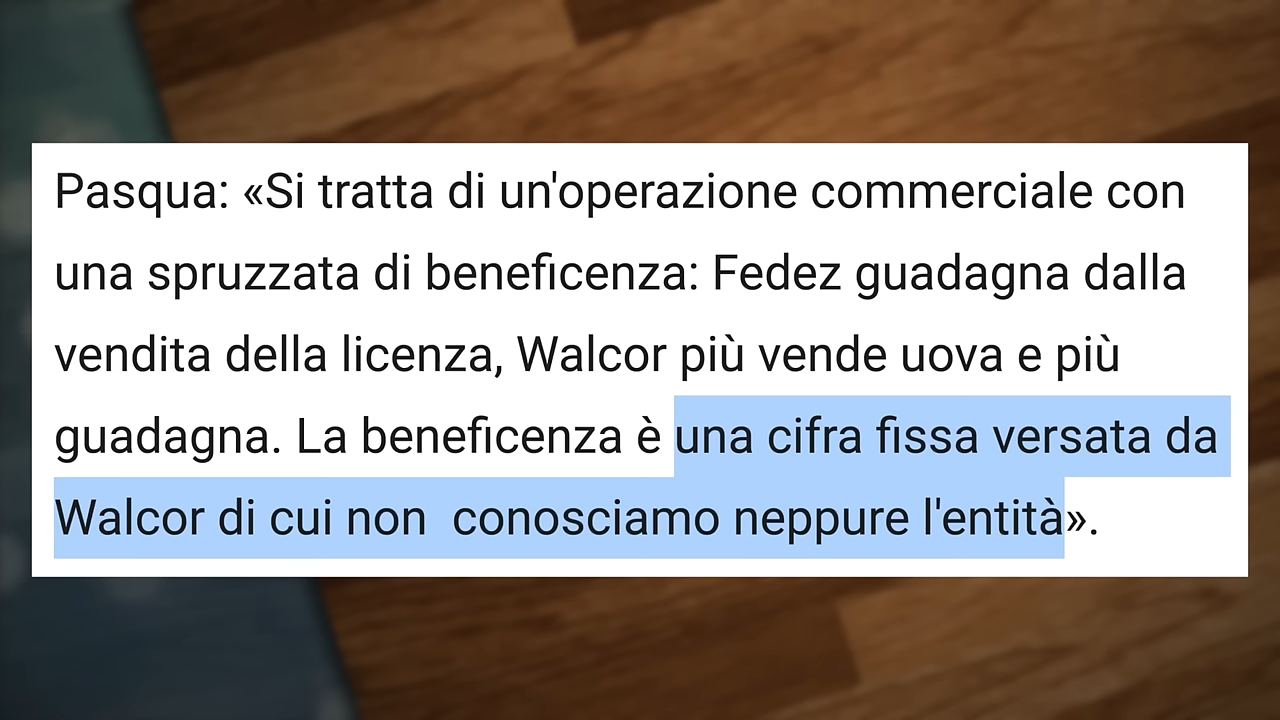 Pasqua: «Si tratta di un'operazione commerciale con
una spruzzata di beneficenza: Fedez guadagna dalla
vendita della licenza, Walcor più vende uova e più
guadagna. La beneficenza è una cifra fissa versata da
Walcor di cui non  conosciamo neppure l'entità».